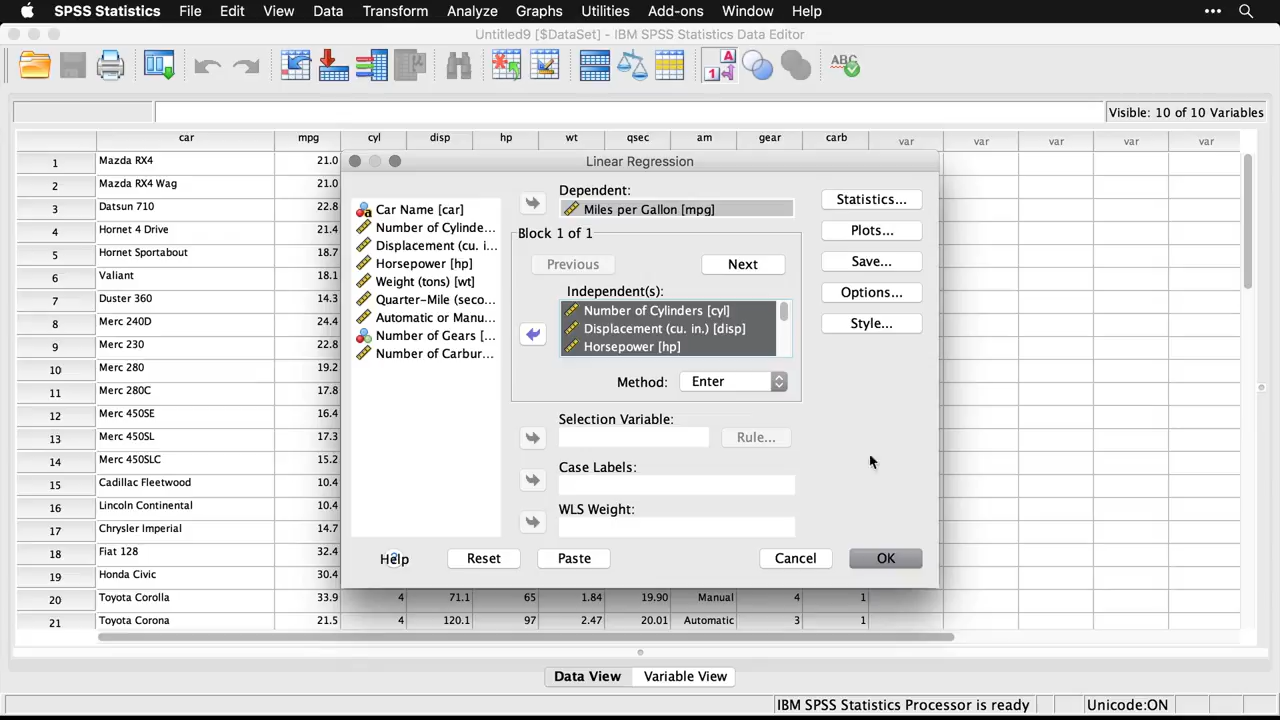 SPSS Statistics File Edit View Data Transform Analyze Graphs Utilities Add-ons Window Help
Untitled9 [$DataSet] - IBM SPSS Statistics Data Editor
Visible: 10 of 10 Variables
car mpg cyl disp hp wt qsec am gear carb var var var var var
1 Mazda RX4 21.0
2 Mazda RX4 Wag 21.0
3 Datsun 710 22.8
4 Hornet 4 Drive 21.4
5 Hornet Sportabout 18.7
6 Valiant 18.1
7 Duster 360 14.3
8 Merc 240D 24.4
9 Merc 230 22.8
10 Merc 280 19.2
11 Merc 280C 17.8
12 Merc 450SE 16.4
13 Merc 450SL 17.3
14 Merc 450SLC 15.2
15 Cadillac Fleetwood 10.4
16 Lincoln Continental 10.4
17 Chrysler Imperial 14.7
18 Fiat 128 32.4
19 Honda Civic 30.4
20 Toyota Corolla 33.9 4 71.1 65 1.84 19.90 Manual 4 1
21 Toyota Corona 21.5 4 120.1 97 2.47 20.01 Automatic 3 1
Linear Regression
Car Name [car]
Number of Cylinde...
Displacement (cu. i...
Horsepower [hp]
Weight (tons) [wt]
Quarter-Mile (seco...
Automatic or Manu...
Number of Gears [...
Number of Carbur...
Dependent:
Miles per Gallon [mpg]
Block 1 of 1
Previous Next
Independent(s):
Number of Cylinders [cyl]
Displacement (cu. in.) [disp]
Horsepower [hp]
Method: Enter
Selection Variable:
Rule...
Case Labels:
WLS Weight:
Statistics...
Plots...
Save...
Options...
Style...
Help Reset Paste Cancel OK
Data View Variable View
IBM SPSS Statistics Processor is ready Unicode:ON